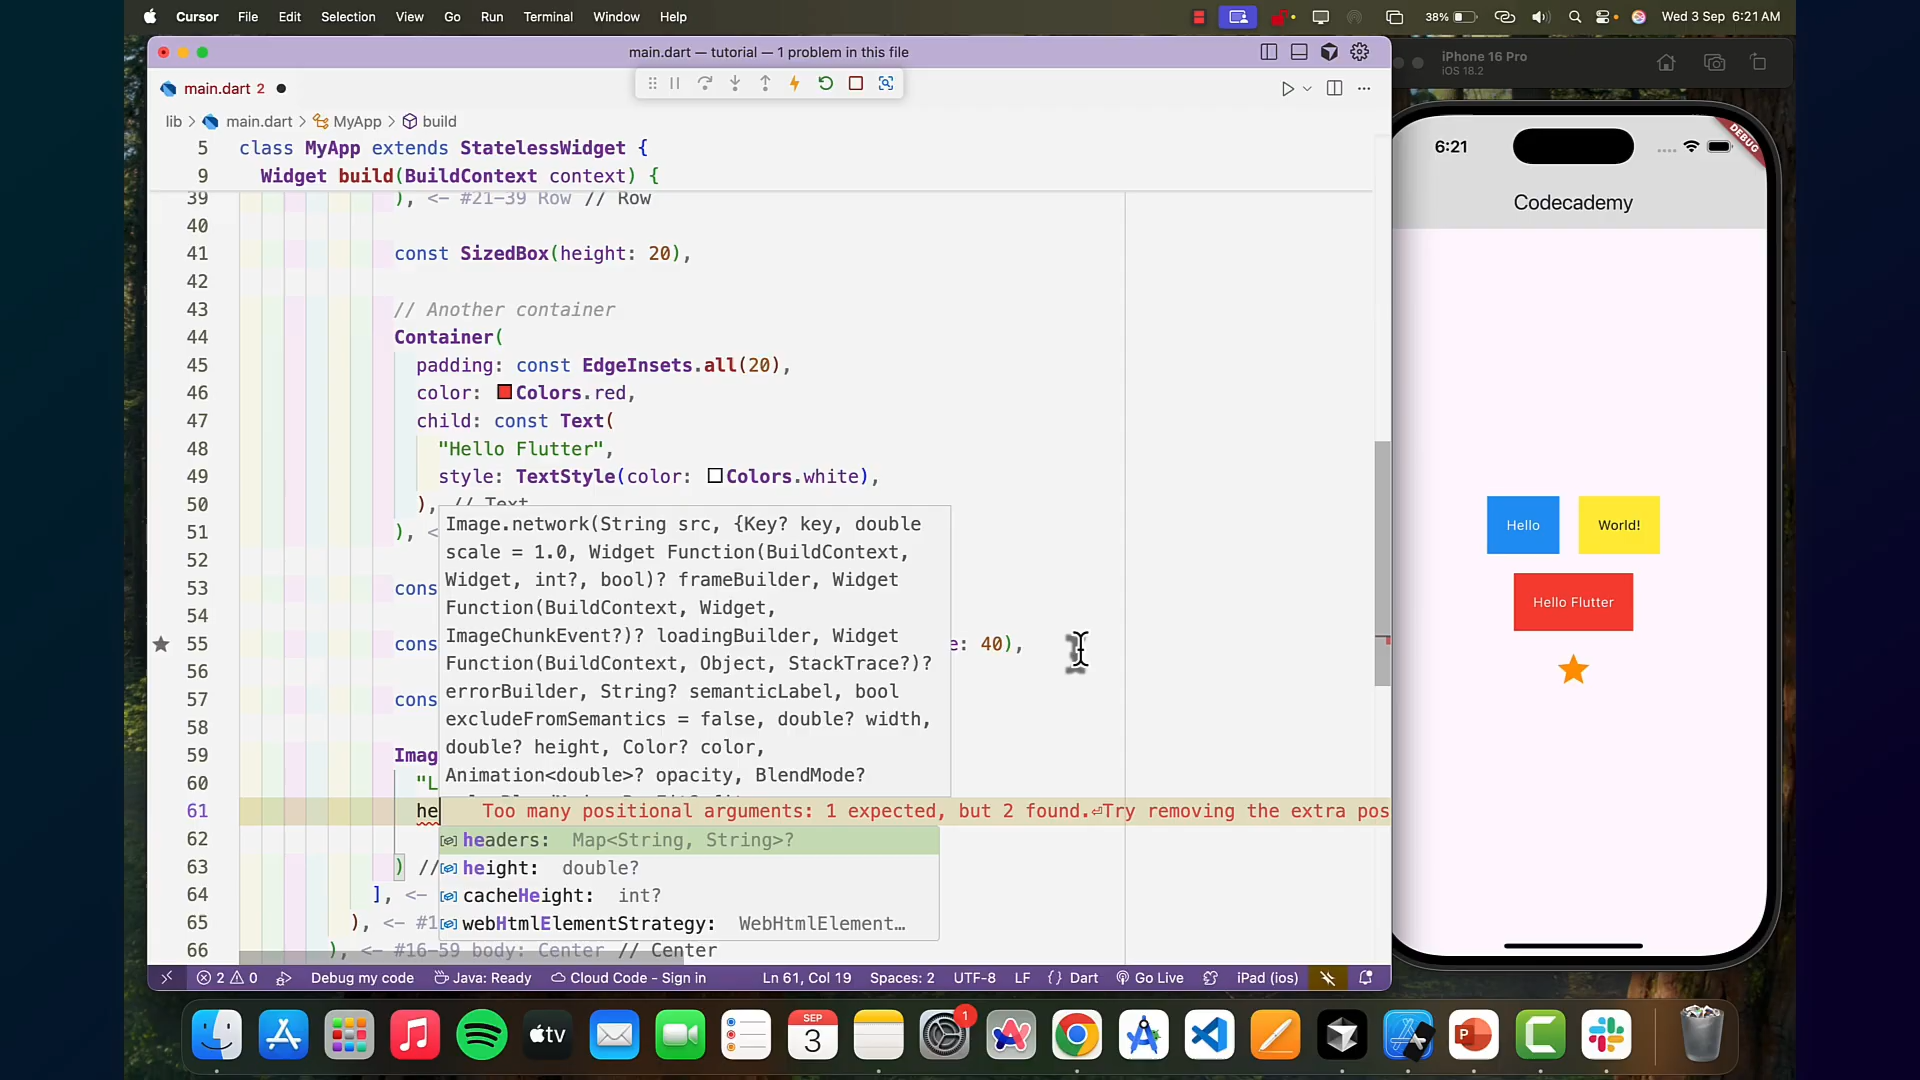 Cursor File Edit Selection View Go Run Terminal Window Help 38% Wed 3 Sep 6:21 AM
main.dart — tutorial — 1 problem in this file
main.dart 2
lib > main.dart > MyApp > build
5 class MyApp extends StatelessWidget {
9 Widget build(BuildContext context) {
39 ), <- #21-39 Row // Row
40
41 const SizedBox(height: 20),
42
43 // Another container
44 Container(
45 padding: const EdgeInsets.all(20),
46 color: Colors.red,
47 child: const Text(
48 "Hello Flutter",
49 style: TextStyle(color: Colors.white),
50 ), // Text
51 ), <
52
53 cons
54
55 cons e: 40),
56
57 cons
58
59 Imag
60 "L
61 he Too many positional arguments: 1 expected, but 2 found.⏎Try removing the extra pos
62
63 ) //
64 ], <-
65 ), <- #1
66 ), <- #16-59 body: Center // Center
Image.network(String src, {Key? key, double
scale = 1.0, Widget Function(BuildContext,
Widget, int?, bool)? frameBuilder, Widget
Function(BuildContext, Widget,
ImageChunkEvent?)? loadingBuilder, Widget
Function(BuildContext, Object, StackTrace?)?
errorBuilder, String? semanticLabel, bool
excludeFromSemantics = false, double? width,
double? height, Color? color,
Animation<double>? opacity, BlendMode?
headers: Map<String, String>?
height: double?
cacheHeight: int?
webHtmlElementStrategy: WebHtmlElement…
2 0 Debug my code Java: Ready Cloud Code - Sign in Ln 61, Col 19 Spaces: 2 UTF-8 LF {} Dart Go Live iPad (ios)
iPhone 16 Pro
iOS 18.2
6:21
DEBUG
Codecademy
Hello World!
Hello Flutter
tv
SEP
3
1